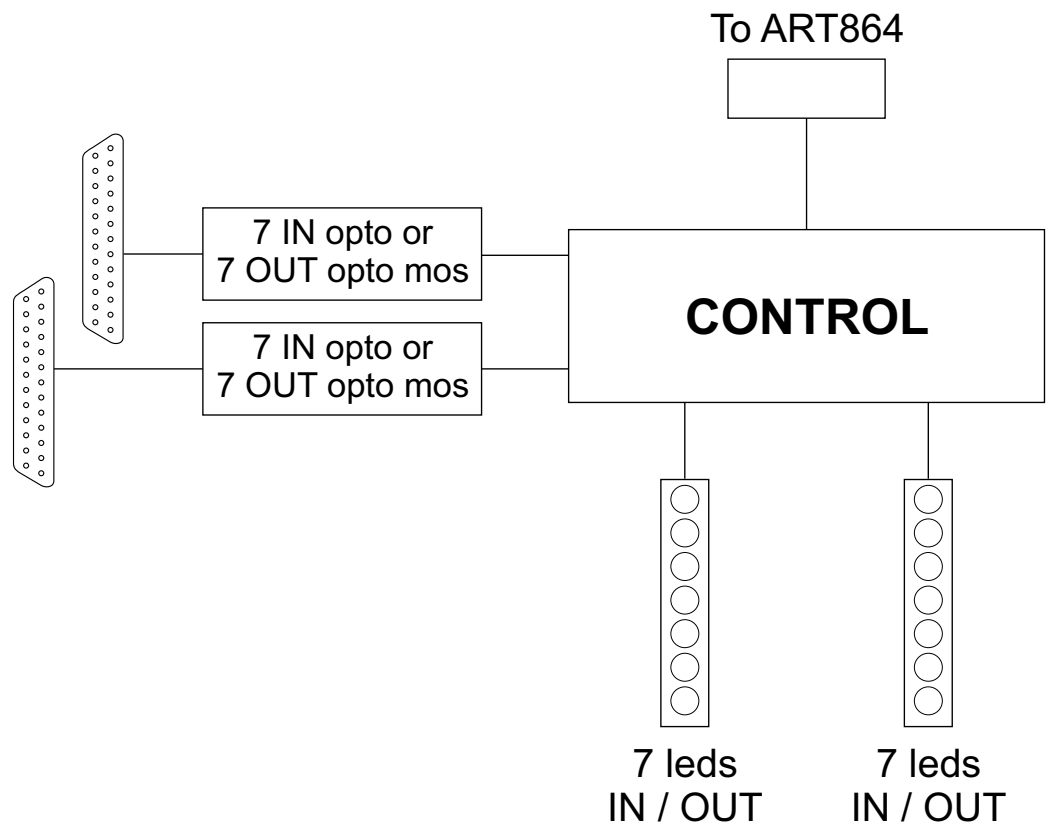 To ART864
7 IN opto or
7 OUT opto mos
7 IN opto or
7 OUT opto mos
CONTROL
7 leds
IN / OUT
7 leds
IN / OUT